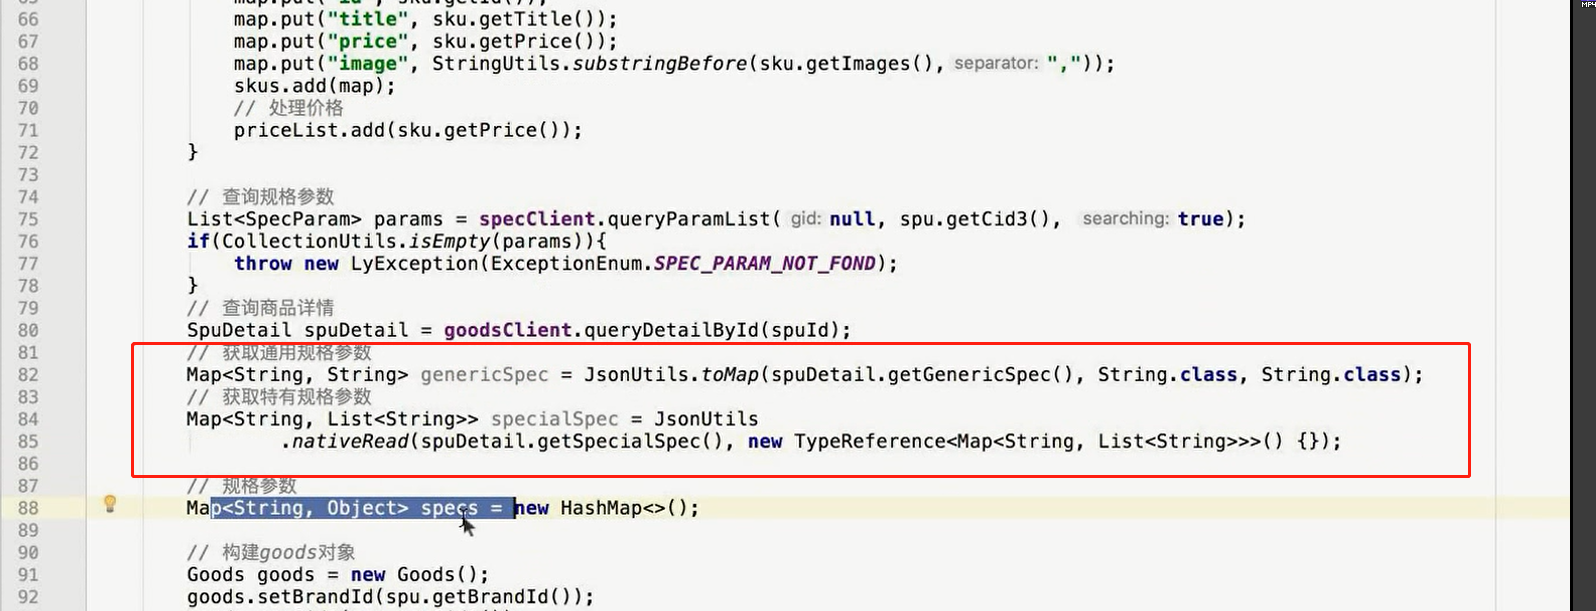 map.put("id", sku.getId());
66 map.put("title", sku.getTitle());
67 map.put("price", sku.getPrice());
68 map.put("image", StringUtils.substringBefore(sku.getImages(), separator: ","));
69 skus.add(map);
70 // 处理价格
71 priceList.add(sku.getPrice());
72 }
73
74 // 查询规格参数
75 List<SpecParam> params = specClient.queryParamList( gid: null, spu.getCid3(), searching: true);
76 if(CollectionUtils.isEmpty(params)){
77 throw new LyException(ExceptionEnum.SPEC_PARAM_NOT_FOND);
78 }
79 // 查询商品详情
80 SpuDetail spuDetail = goodsClient.queryDetailById(spuId);
81 // 获取通用规格参数
82 Map<String, String> genericSpec = JsonUtils.toMap(spuDetail.getGenericSpec(), String.class, String.class);
83 // 获取特有规格参数
84 Map<String, List<String>> specialSpec = JsonUtils
85 .nativeRead(spuDetail.getSpecialSpec(), new TypeReference<Map<String, List<String>>>() {});
86
87 // 规格参数
88 Map<String, Object> specs = new HashMap<>();
89
90 // 构建goods对象
91 Goods goods = new Goods();
92 goods.setBrandId(spu.getBrandId());
MP4